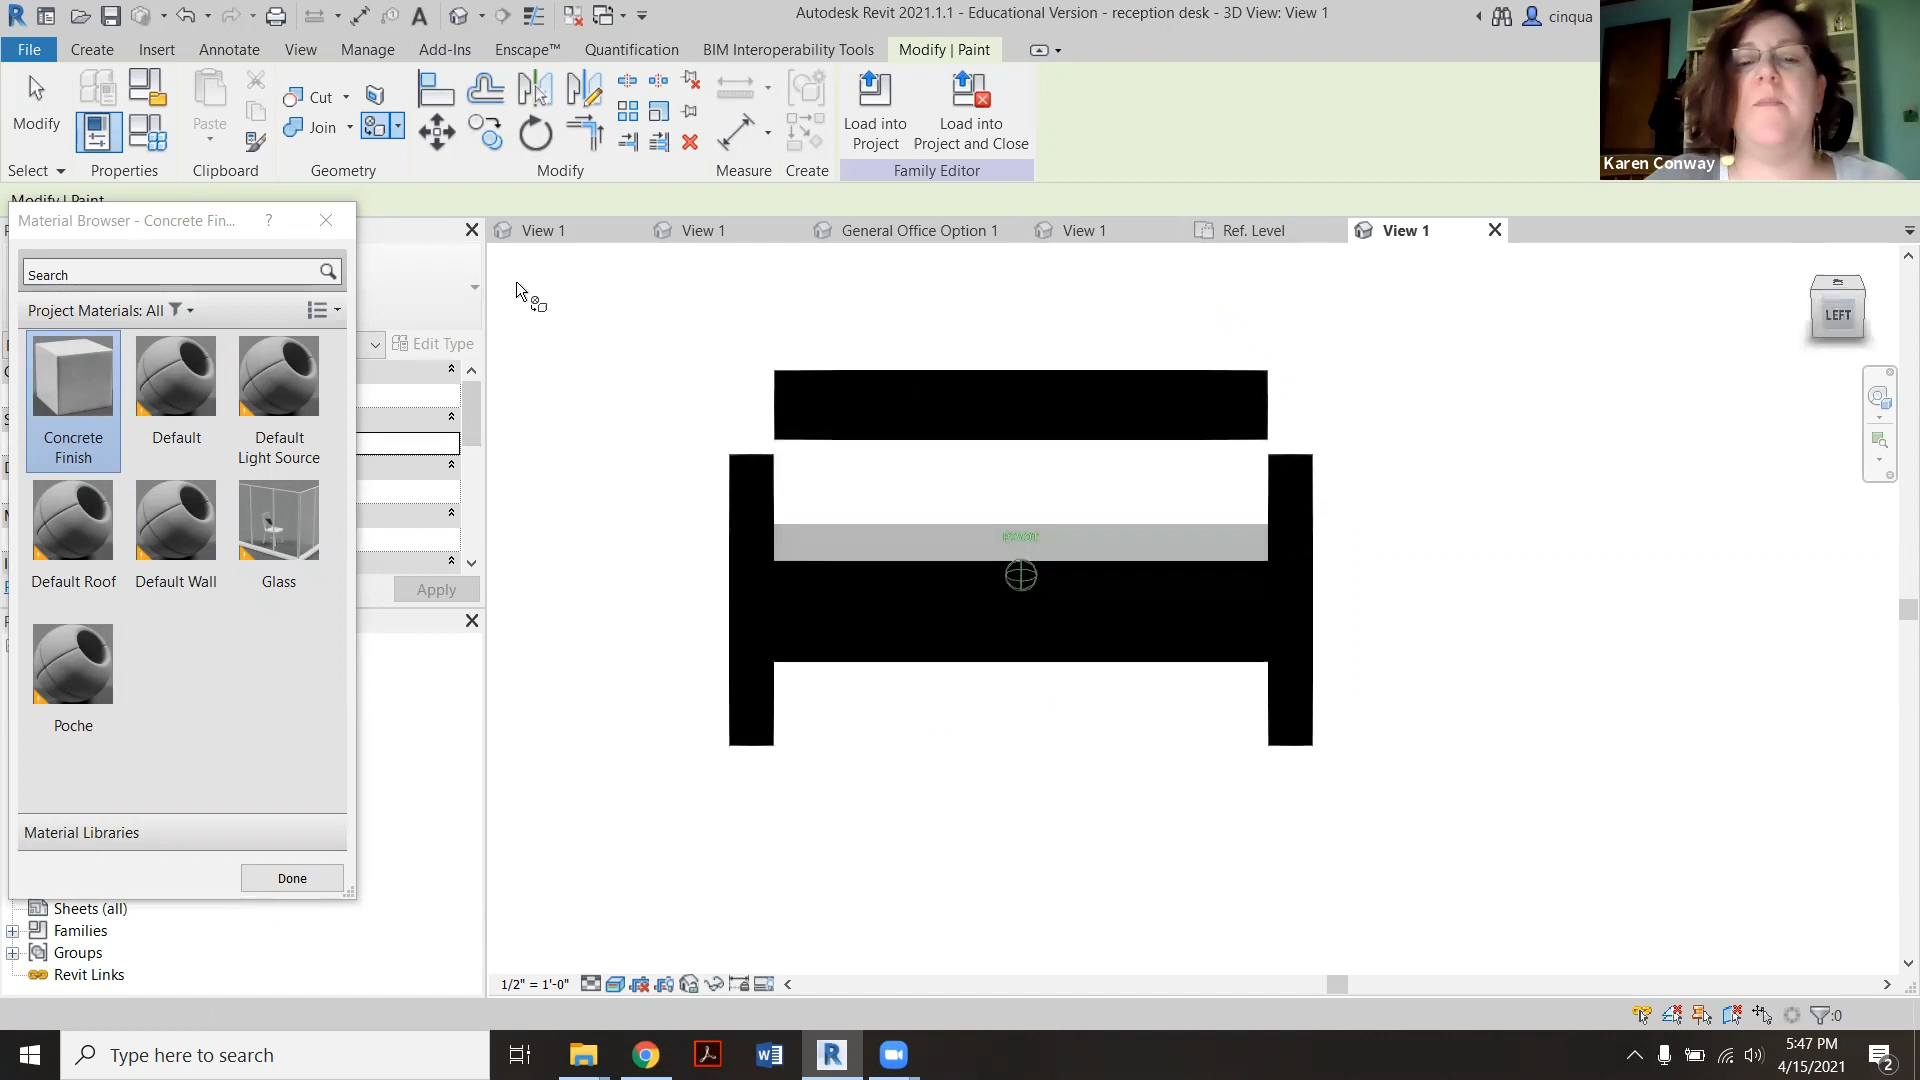 Autodesk Revit 2021.1.1 - Educational Version - reception desk - 3D View: View 1
cinqua
File Create Insert Annotate View Manage Add-Ins Enscape™ Quantification BIM Interoperability Tools Modify | Paint
Modify
Paste
Cut
Join
Load into Project
Load into Project and Close
Select Properties Clipboard Geometry Modify Measure Create Family Editor
Karen Conway
Modify | Paint
Material Browser - Concrete Fin... ?
Search
Project Materials: All
Concrete Finish
Default
Default Light Source
Default Roof
Default Wall
Glass
Poche
Material Libraries
Done
Edit Type
Apply
Sheets (all)
Families
Groups
Revit Links
View 1 View 1 General Office Option 1 View 1 Ref. Level View 1
LEFT
1/2" = 1'-0"
:0
Type here to search
5:47 PM
4/15/2021
2